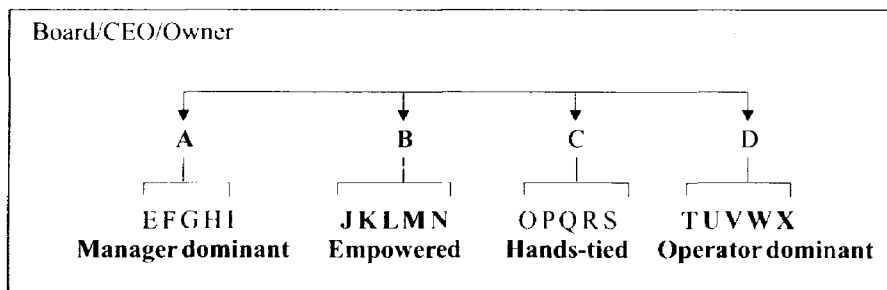 Board/CEO/Owner
A B C D
EFGHI JKLMN OPQRS TUVWX
Manager dominant Empowered Hands-tied Operator dominant